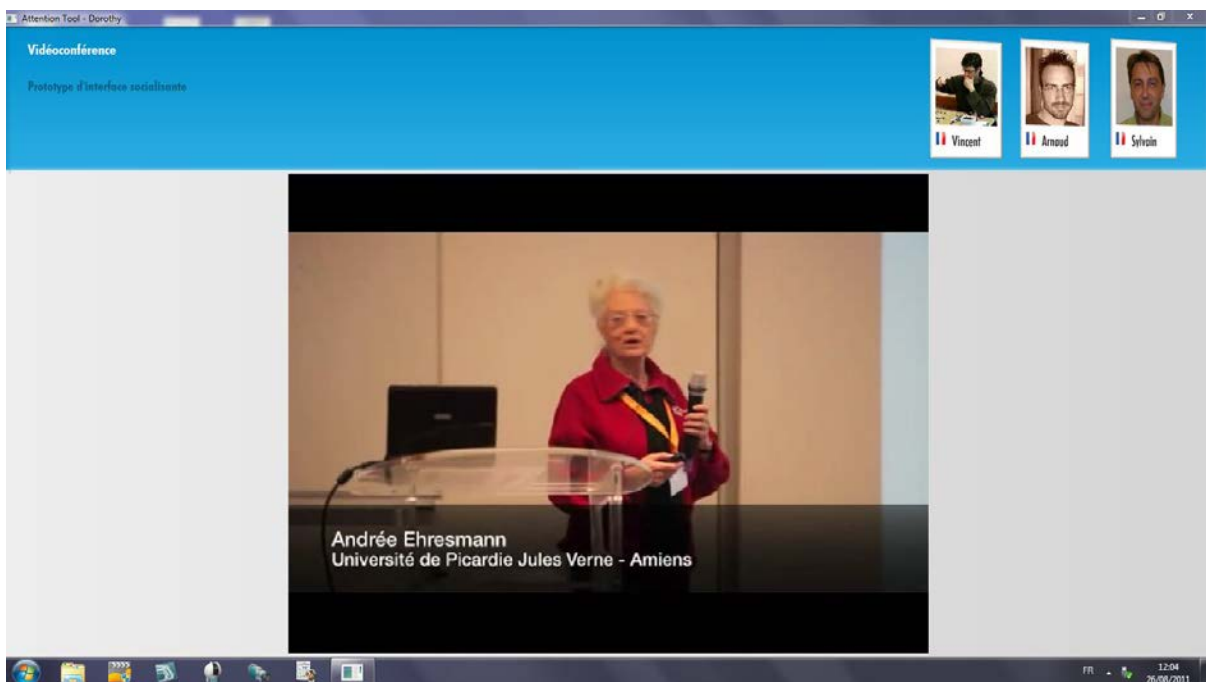 Attention Tool - Dorothy
Vidéoconférence
Prototype d'interface socialisante
Vincent
Arnaud
Sylvain
Andrée Ehresmann
Université de Picardie Jules Verne - Amiens
FR
12:04
26/08/2011